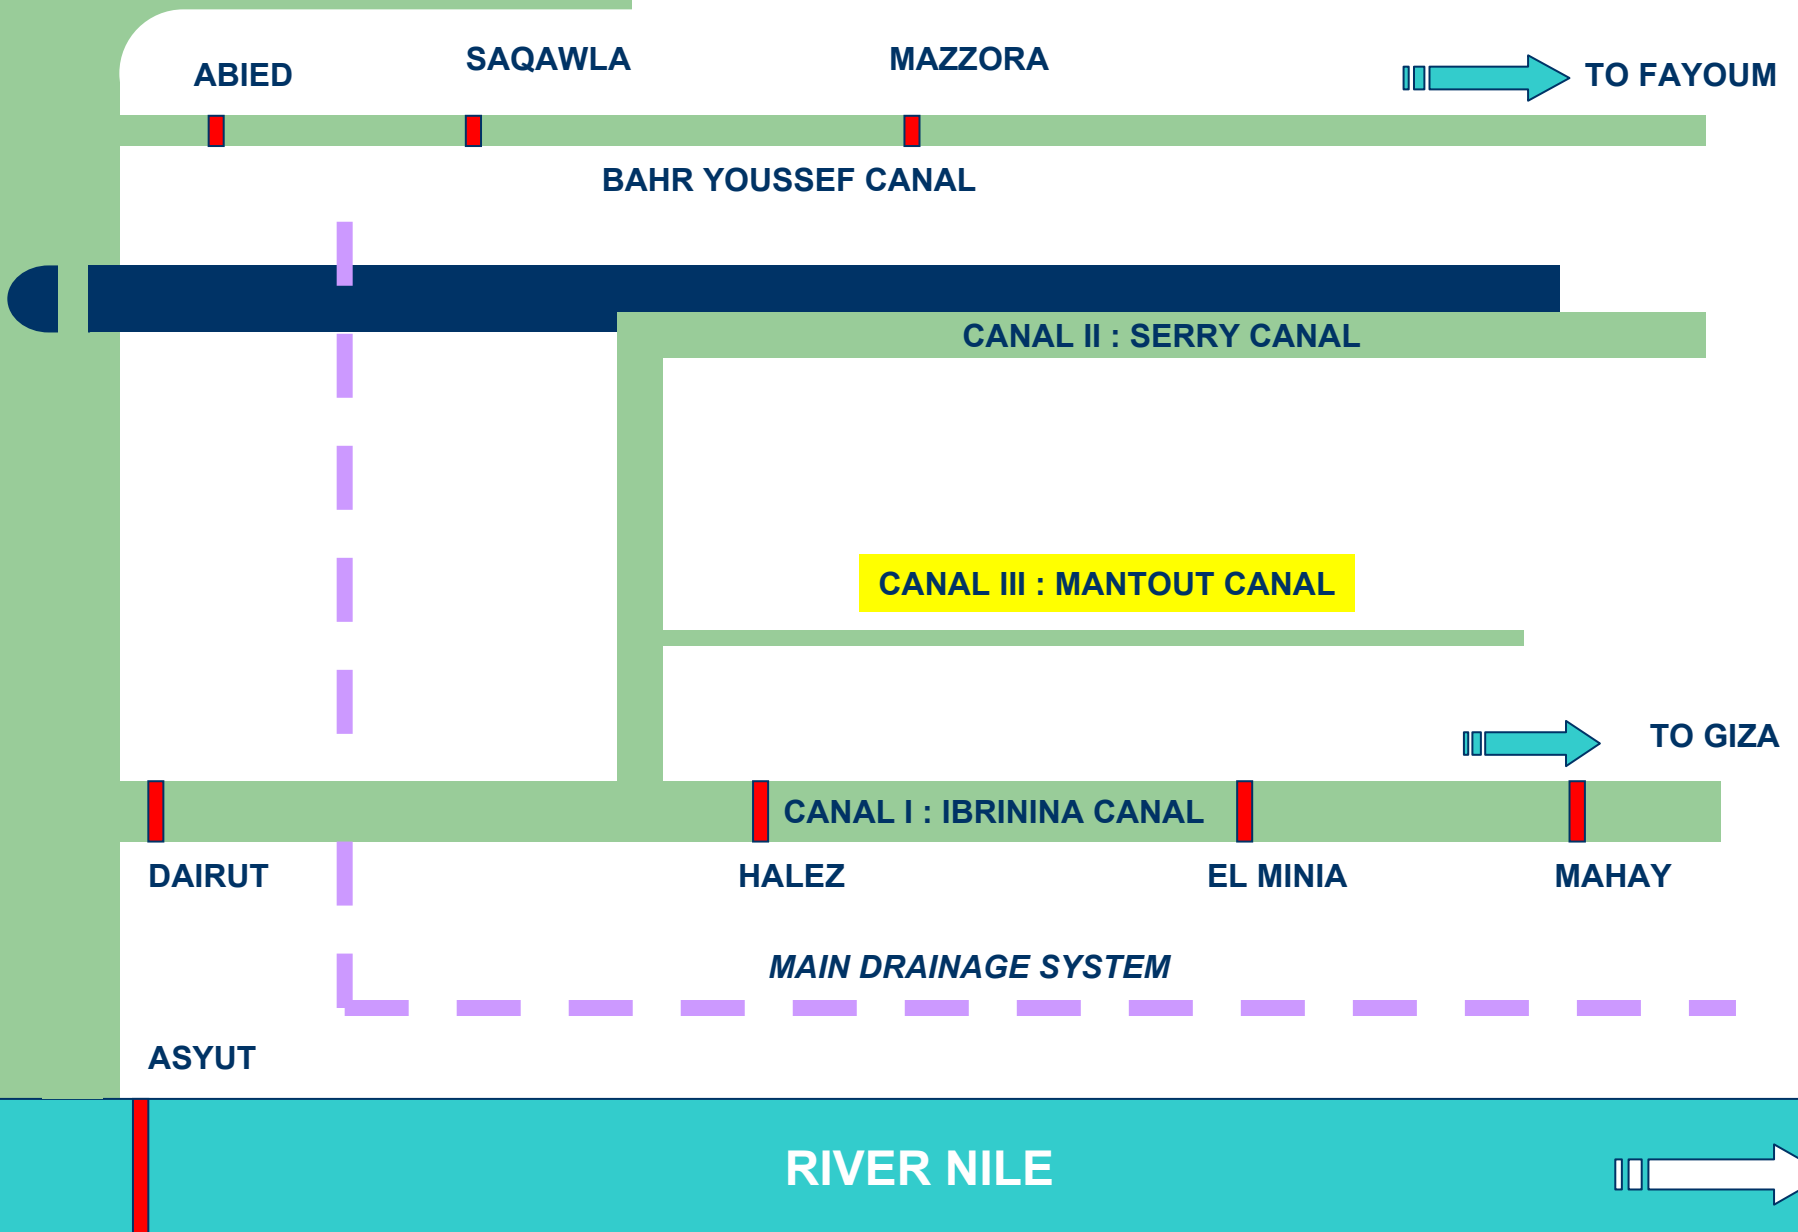 ABIED
SAQAWLA
MAZZORA
TO FAYOUM
BAHR YOUSSEF CANAL
CANAL II : SERRY CANAL
CANAL III : MANTOUT CANAL
TO GIZA
CANAL I : IBRININA CANAL
DAIRUT
HALEZ
EL MINIA
MAHAY
MAIN DRAINAGE SYSTEM
ASYUT
RIVER NILE